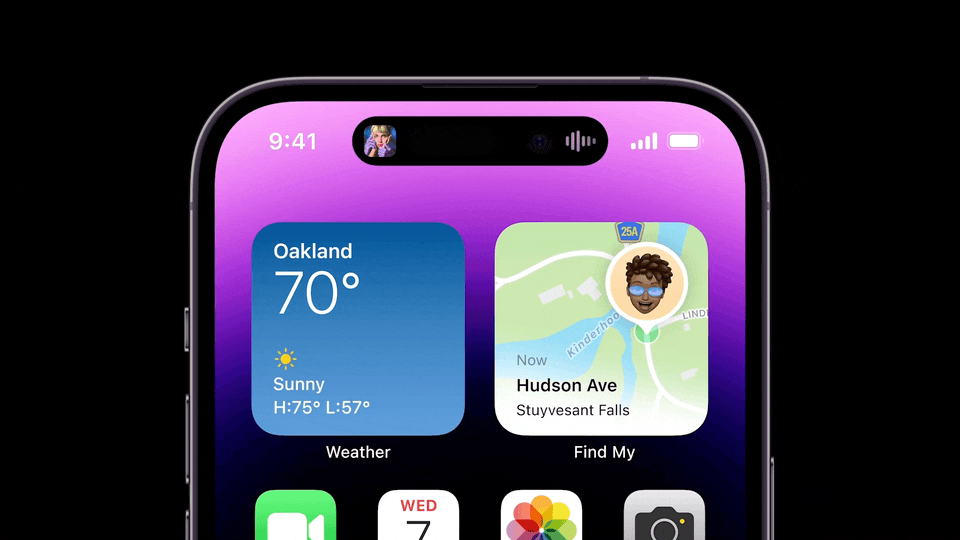 9:41
Oakland
70°
Sunny
H:75° L:57°
Weather
25A
Kinderhoo
LIND
Now
Hudson Ave
Stuyvesant Falls
Find My
WED
7